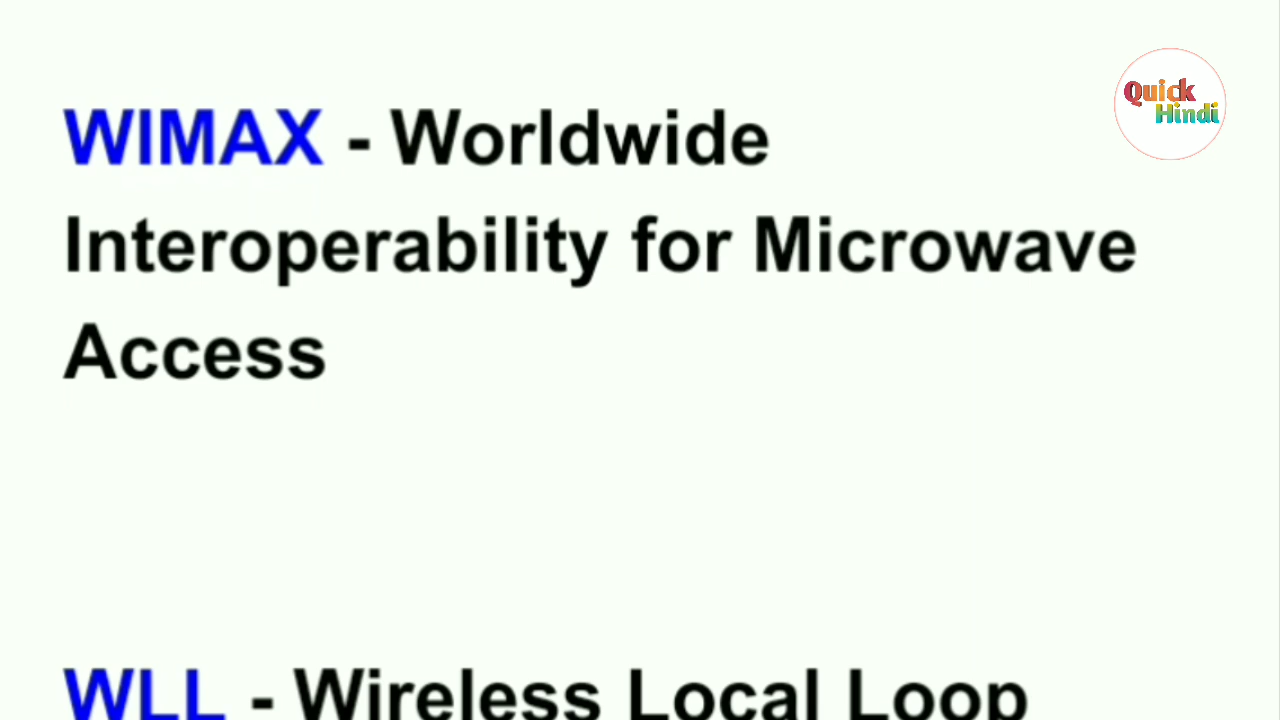 Quick
Hindi
WIMAX - Worldwide
Interoperability for Microwave
Access
WLL - Wireless Local Loop